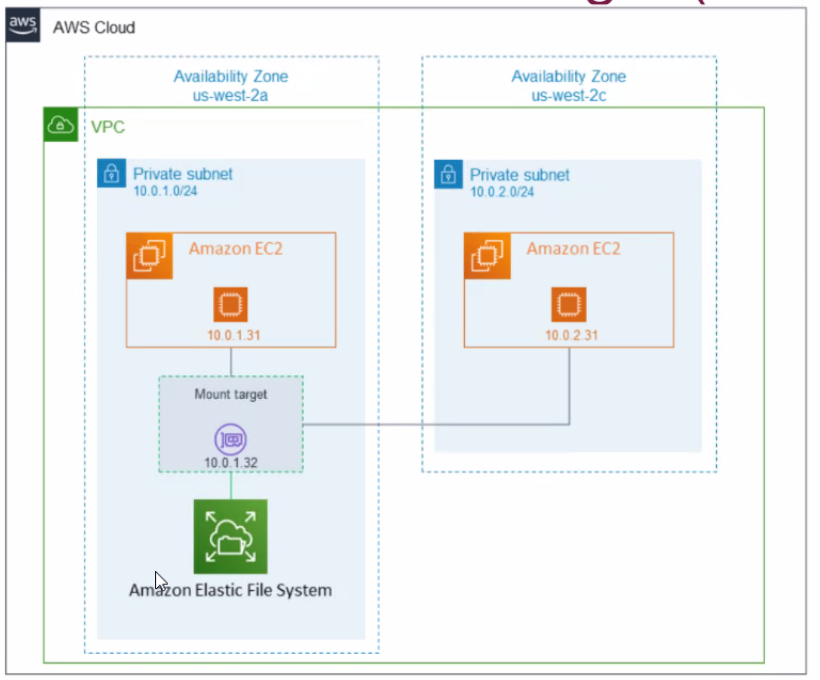 aws
AWS Cloud
Availability Zone
us-west-2a
Availability Zone
us-west-2c
VPC
Private subnet
10.0.1.0/24
Private subnet
10.0.2.0/24
Amazon EC2
10.0.1.31
Amazon EC2
10.0.2.31
Mount target
10.0.1.32
Amazon Elastic File System